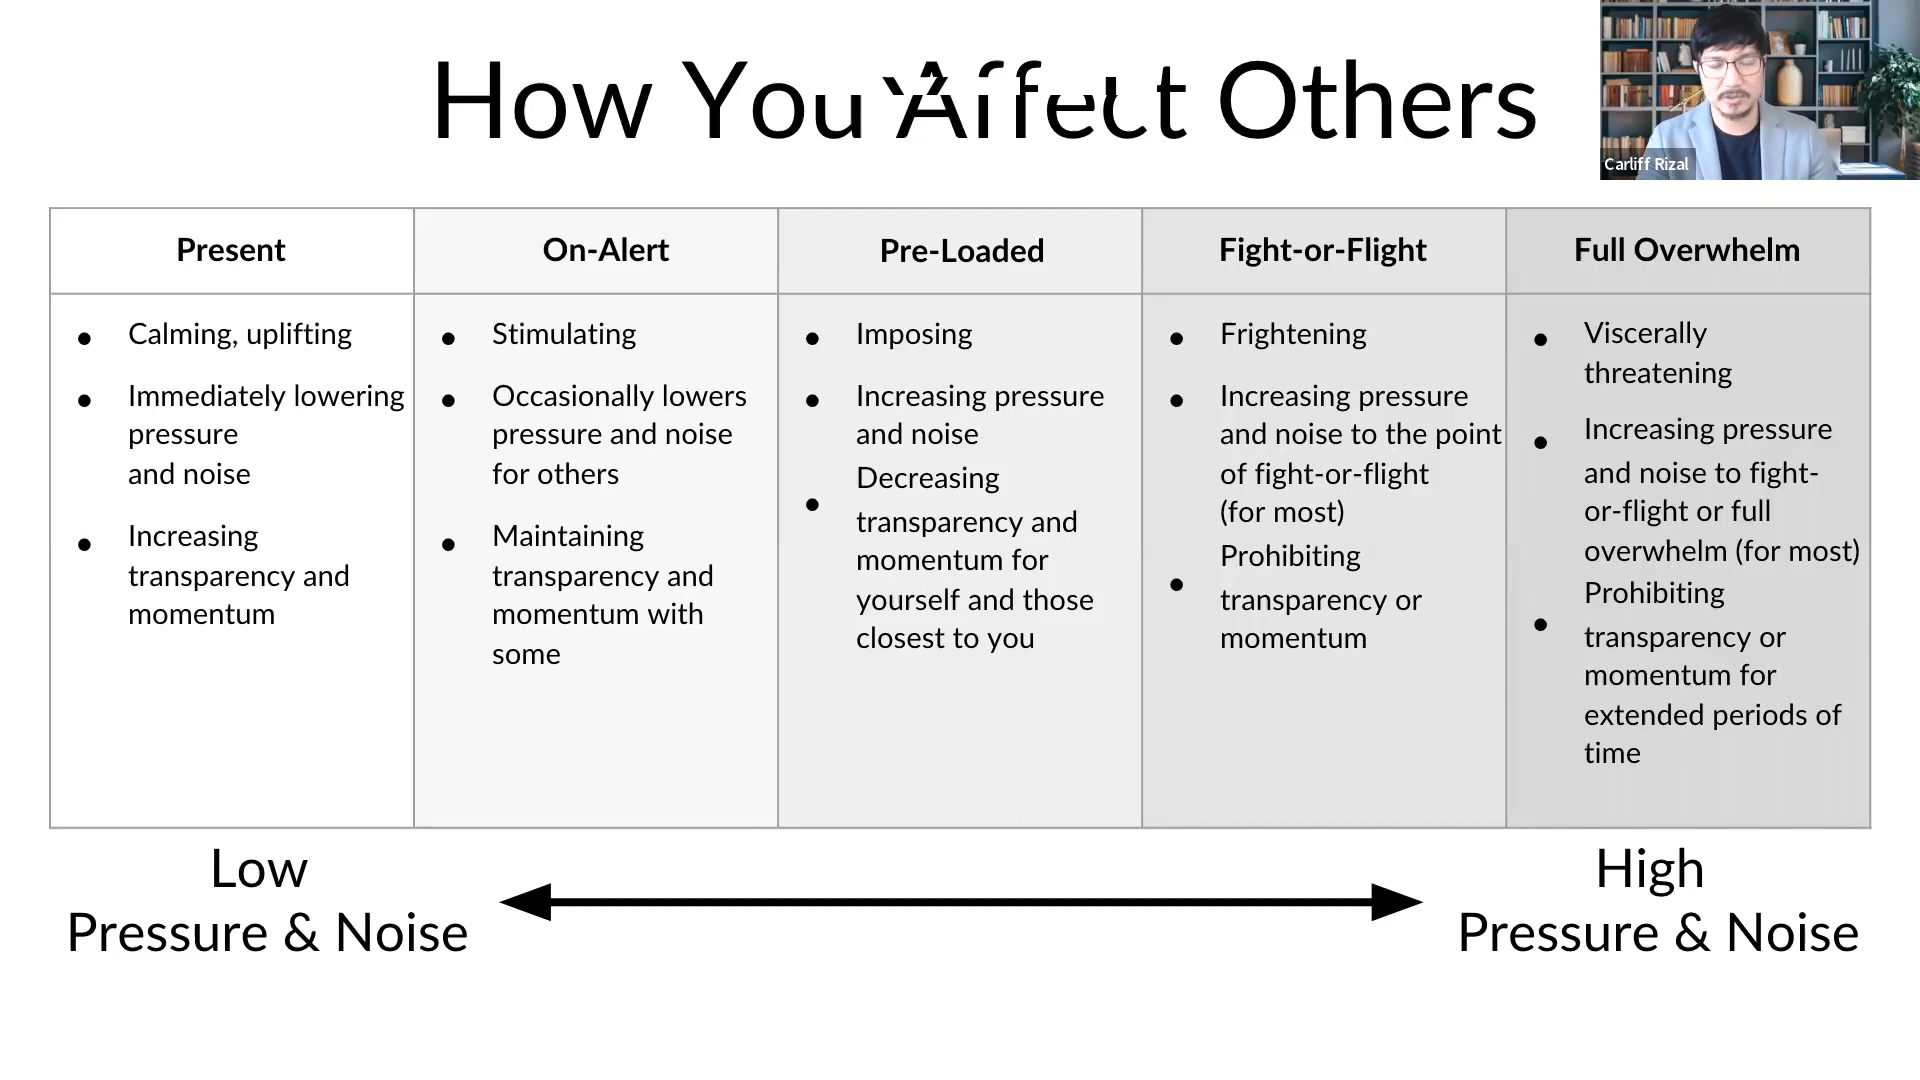 How You Affect Others
Carliff Rizal
Present
On-Alert
Pre-Loaded
Fight-or-Flight
Full Overwhelm
● Calming, uplifting
● Immediately lowering
pressure
and noise
● Increasing
transparency and
momentum
● Stimulating
● Occasionally lowers
pressure and noise
for others
● Maintaining
transparency and
momentum with
some
● Imposing
● Increasing pressure
and noise
● Decreasing
transparency and
momentum for
yourself and those
closest to you
● Frightening
● Increasing pressure
and noise to the point
of fight-or-flight
(for most)
● Prohibiting
transparency or
momentum
● Viscerally
threatening
● Increasing pressure
and noise to fight-
or-flight or full
overwhelm (for most)
● Prohibiting
transparency or
momentum for
extended periods of
time
Low
Pressure & Noise
High
Pressure & Noise